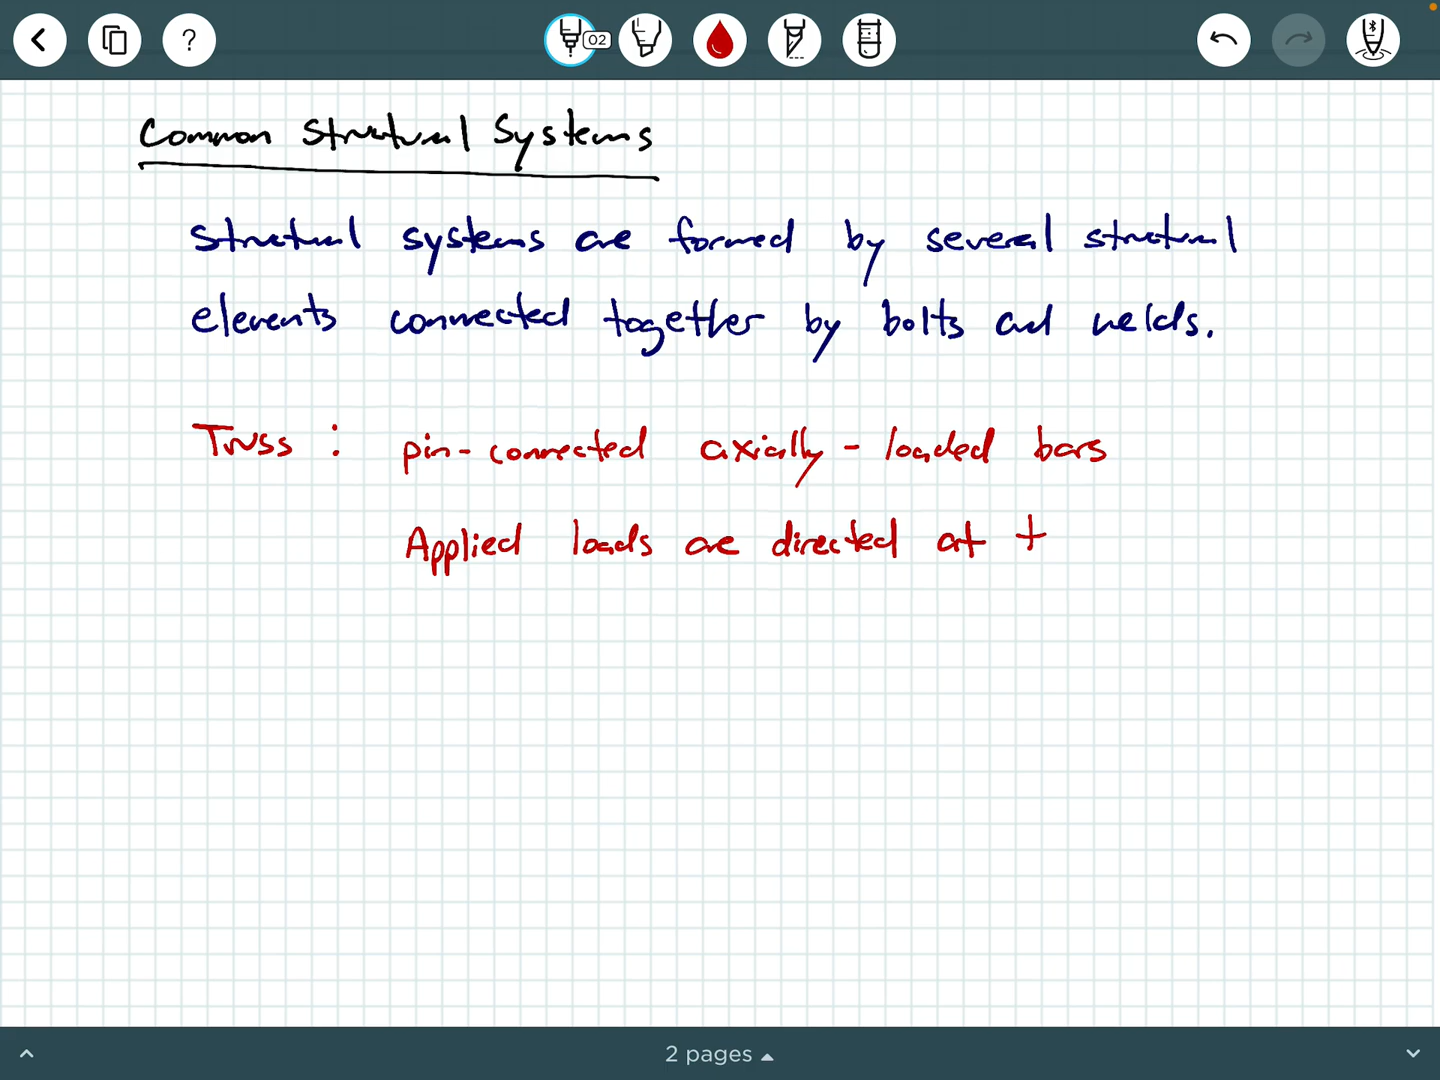 ?
02
Common Structural Systems
Structural systems are formed by several structural
elements connected together by bolts and welds.
Truss : pin-connected axially-loaded bars
Applied loads are directed at t
2 pages